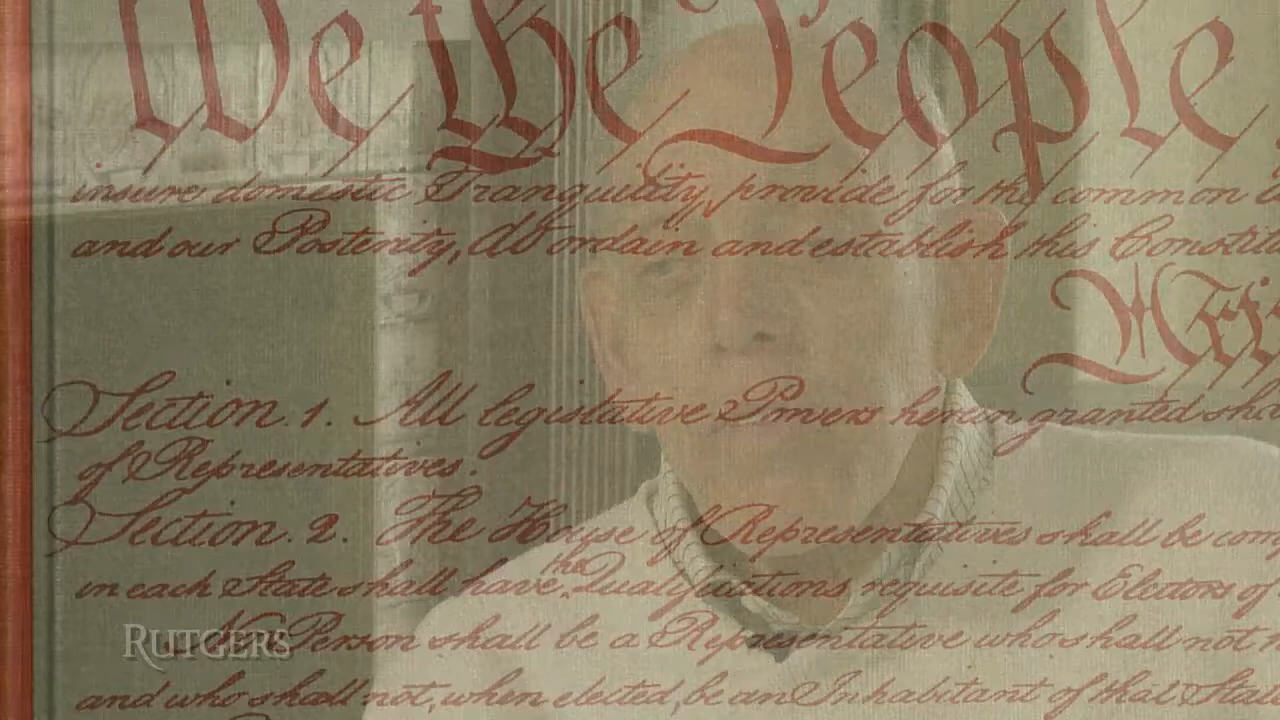 We the People
insure domestic Tranquility, provide for the common
and our Posterity, do ordain and establish this Constit
Section. 1. All legislative Powers herein granted sha
of Representatives.
Section. 2. The House of Representatives shall be com
in each State shall have the Qualifications requisite for Electors of
No Person shall be a Representative who shall not
and who shall not, when elected, be an Inhabitant of that State
RUTGERS